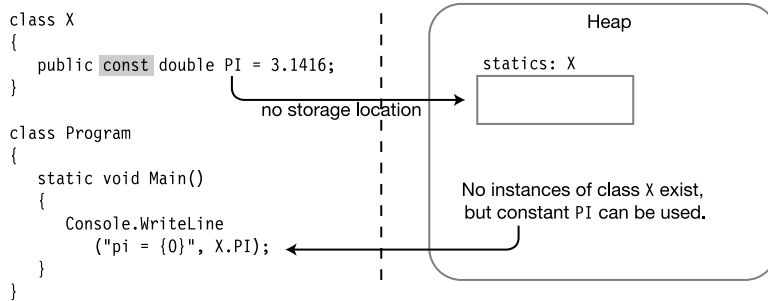 class X
{
public const double PI = 3.1416;
}
no storage location
class Program
{
static void Main()
{
Console.WriteLine
("pi = {0}", X.PI);
}
}
Heap
statics: X
No instances of class X exist,
but constant PI can be used.